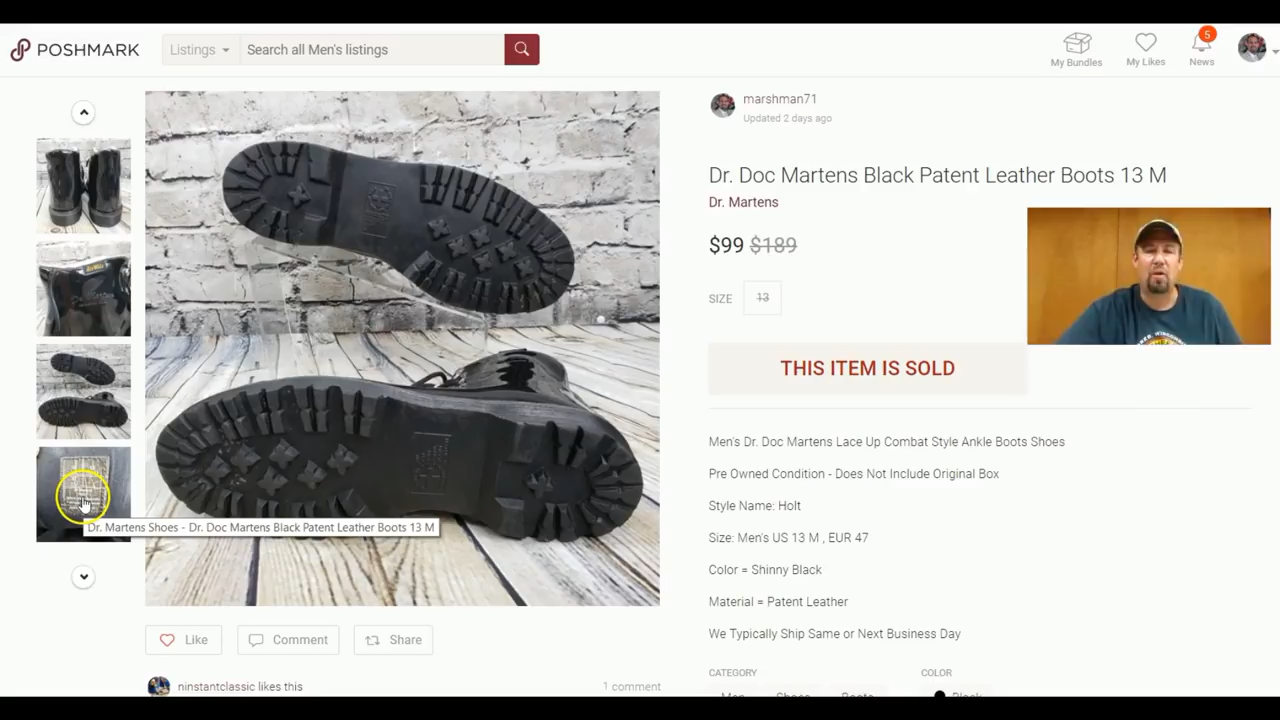 POSHMARK
Listings
Search all Men's listings
5
My Bundles
My Likes
News
marshman71
Updated 2 days ago
Dr. Doc Martens Black Patent Leather Boots 13 M
Dr. Martens
$99 $189
SIZE 13
THIS ITEM IS SOLD
Men's Dr. Doc Martens Lace Up Combat Style Ankle Boots Shoes
Pre Owned Condition - Does Not Include Original Box
Style Name: Holt
Size: Men's US 13 M , EUR 47
Color = Shinny Black
Material = Patent Leather
We Typically Ship Same or Next Business Day
CATEGORY
COLOR
Men Shoes Boots
Black
Dr. Martens Shoes - Dr. Doc Martens Black Patent Leather Boots 13 M
Like
Comment
Share
ninstantclassic likes this
1 comment